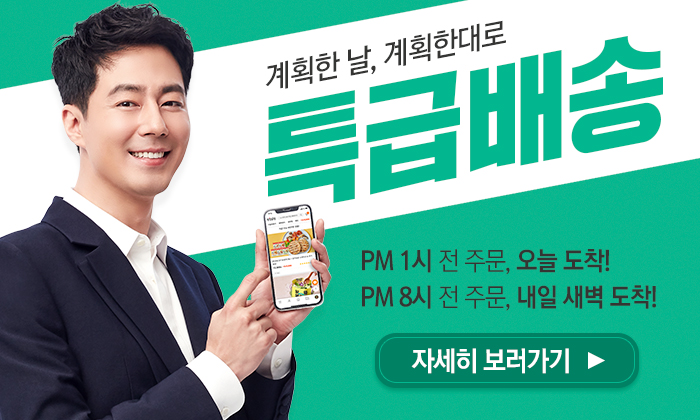 계획한 날, 계획한대로
특급배송
PM 1시 전 주문, 오늘 도착!
PM 8시 전 주문, 내일 새벽 도착!
자세히 보러가기 ▶